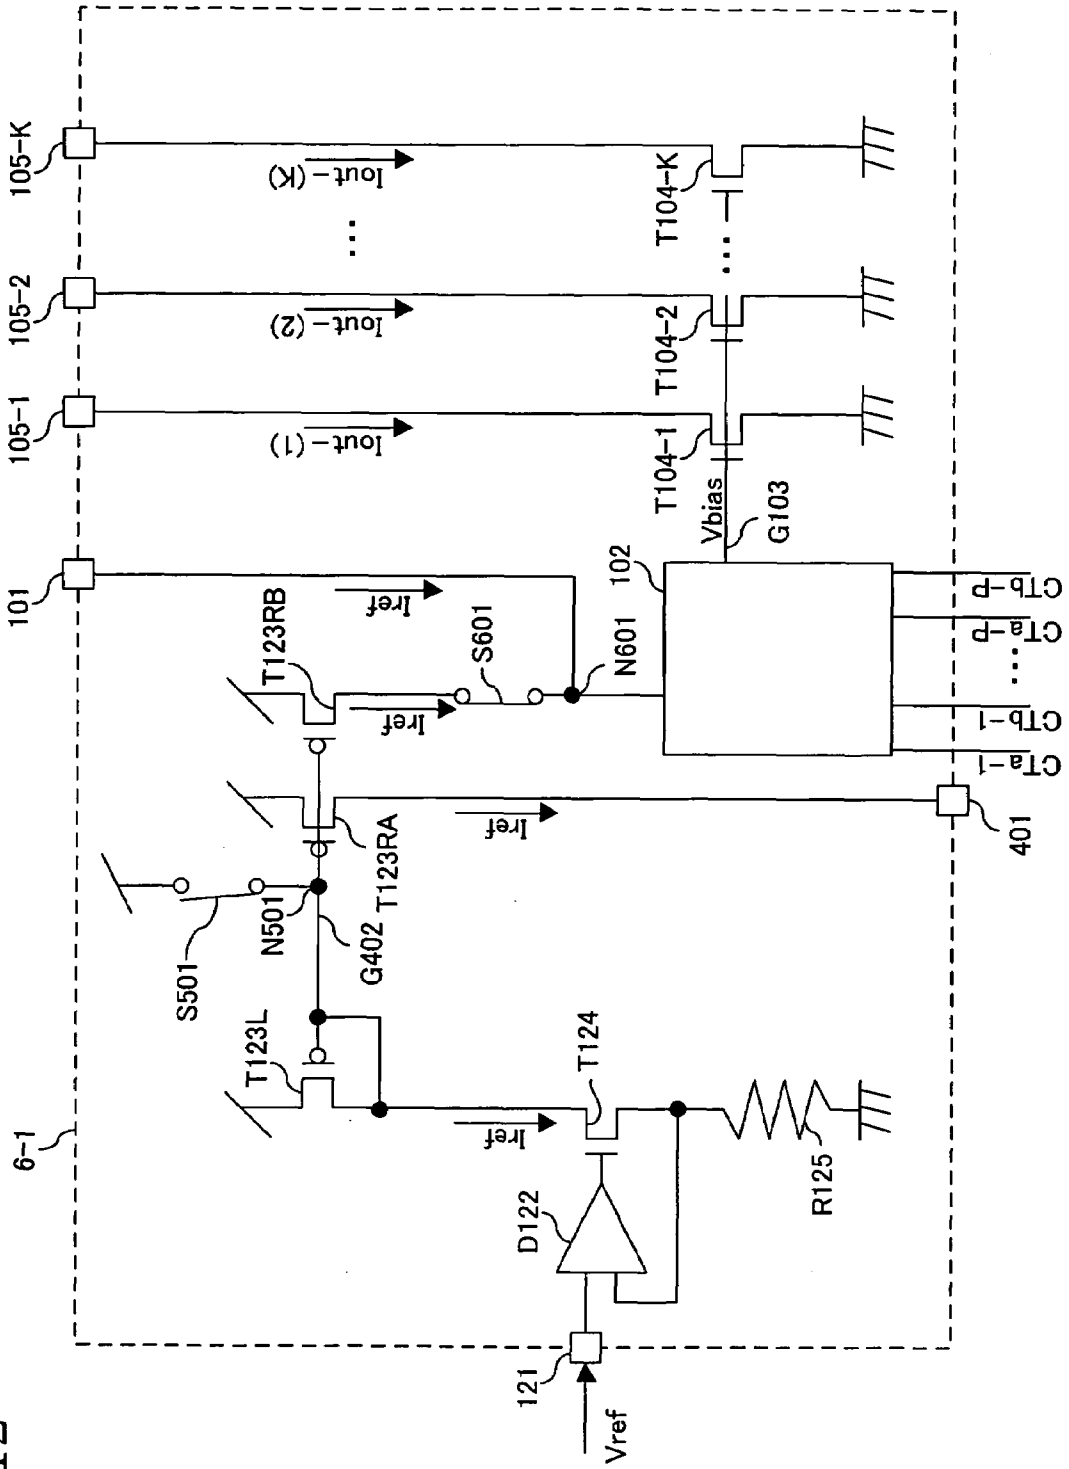 6-1
101
105-1
105-2
105-K
S501
T123L
N501
G402
T123RA
T123RB
Iref
Iref
Iref
Iref
S601
N601
Iout-(1)
Iout-(2)
...
Iout-(K)
Vref
121
D122
T124
R125
401
102
Vbias
G103
T104-1
T104-2
...
T104-K
CTa-1
CTb-1
...
CTa-P
CTb-P